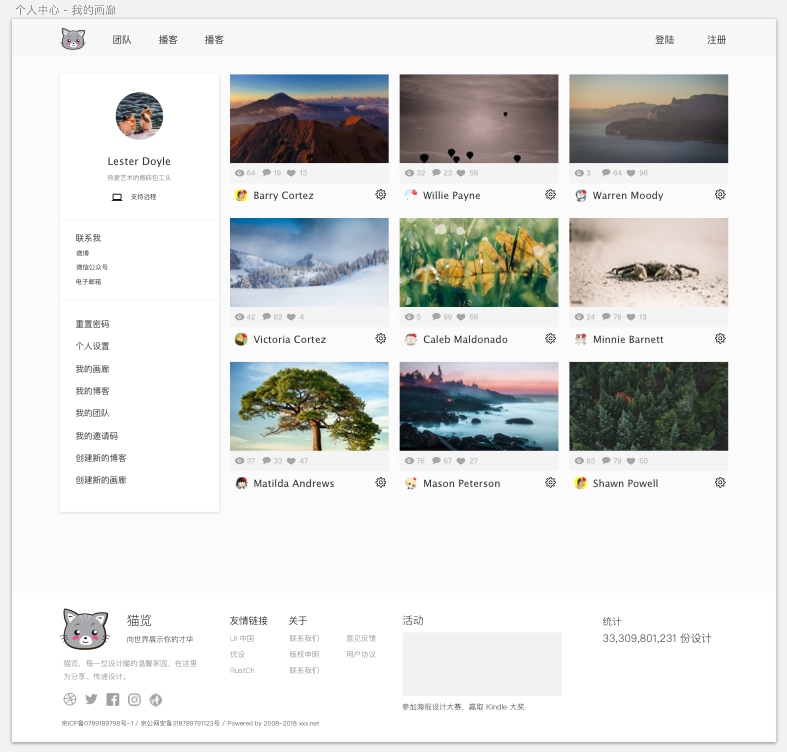 个人中心 - 我的画廊
团队 播客 播客 登陆 注册
Lester Doyle
热爱艺术的搬砖包工头
支持远程
联系我
微博
微信公众号
电子邮箱
重置密码
个人设置
我的画廊
我的博客
我的团队
我的邀请码
创建新的博客
创建新的画廊
64 19 13
Barry Cortez
32 23 59
Willie Payne
3 64 96
Warren Moody
42 82 4
Victoria Cortez
5 99 68
Caleb Maldonado
24 76 13
Minnie Barnett
37 33 47
Matilda Andrews
76 67 27
Mason Peterson
83 79 50
Shawn Powell
猫览
向世界展示你的才华
猫览，每一位设计喵的温馨家园，在这里
为分享、传递设计。
友情链接
UI 中国
优设
RustCh
关于
联系我们 意见反馈
版权申明 用户协议
联系我们
活动
参加海报设计大赛，赢取 Kindle 大奖.
统计
33,309,801,231 份设计
京ICP备0789189798号-1 / 京公网安备318789791123号 / Powered by 2008-2018 xxx.net